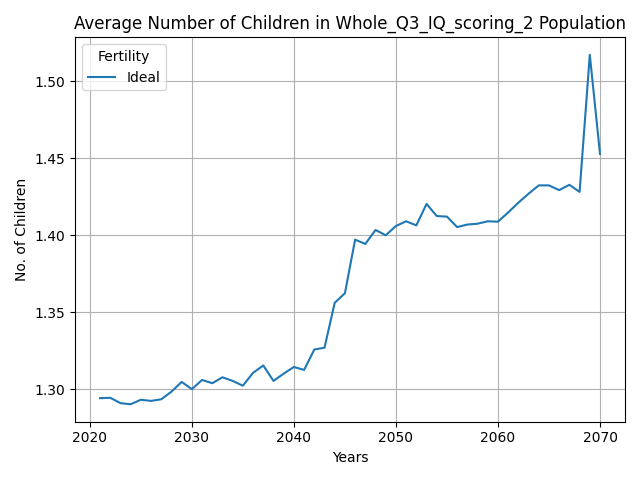 Average Number of Children in Whole_Q3_IQ_scoring_2 Population
Fertility
Ideal
No. of Children
1.50
1.45
1.40
1.35
1.30
2020 2030 2040 2050 2060 2070
Years